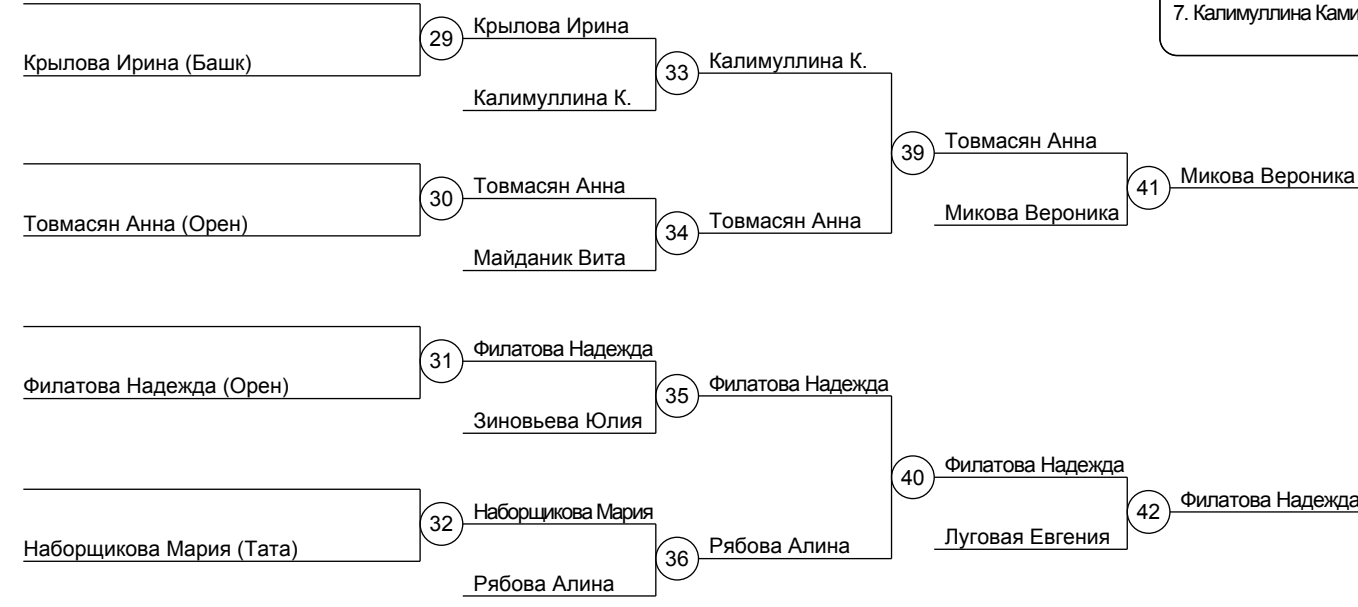 7. Калимуллина Ками
29
Крылова Ирина
Крылова Ирина (Башк)
33
Калимуллина К.
Калимуллина К.
39
Товмасян Анна
30
Товмасян Анна
41
Микова Вероника
Товмасян Анна (Орен)
34
Товмасян Анна
Микова Вероника
Майданик Вита
31
Филатова Надежда
Филатова Надежда (Орен)
35
Филатова Надежда
Зиновьева Юлия
40
Филатова Надежда
32
Наборщикова Мария
42
Филатова Надежда
Наборщикова Мария (Тата)
36
Рябова Алина
Луговая Евгения
Рябова Алина